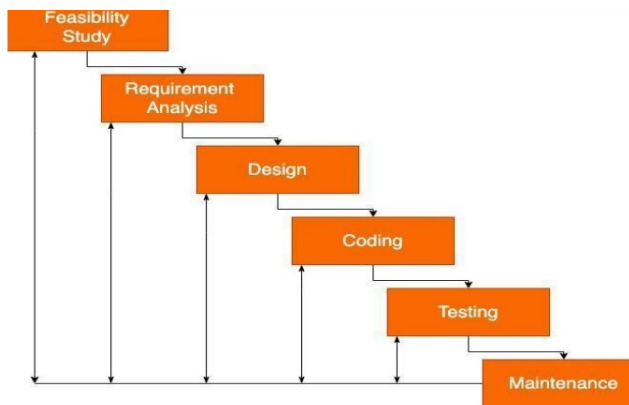 Feasibility
Study
Requirement
Analysis
Design
Coding
Testing
Maintenance